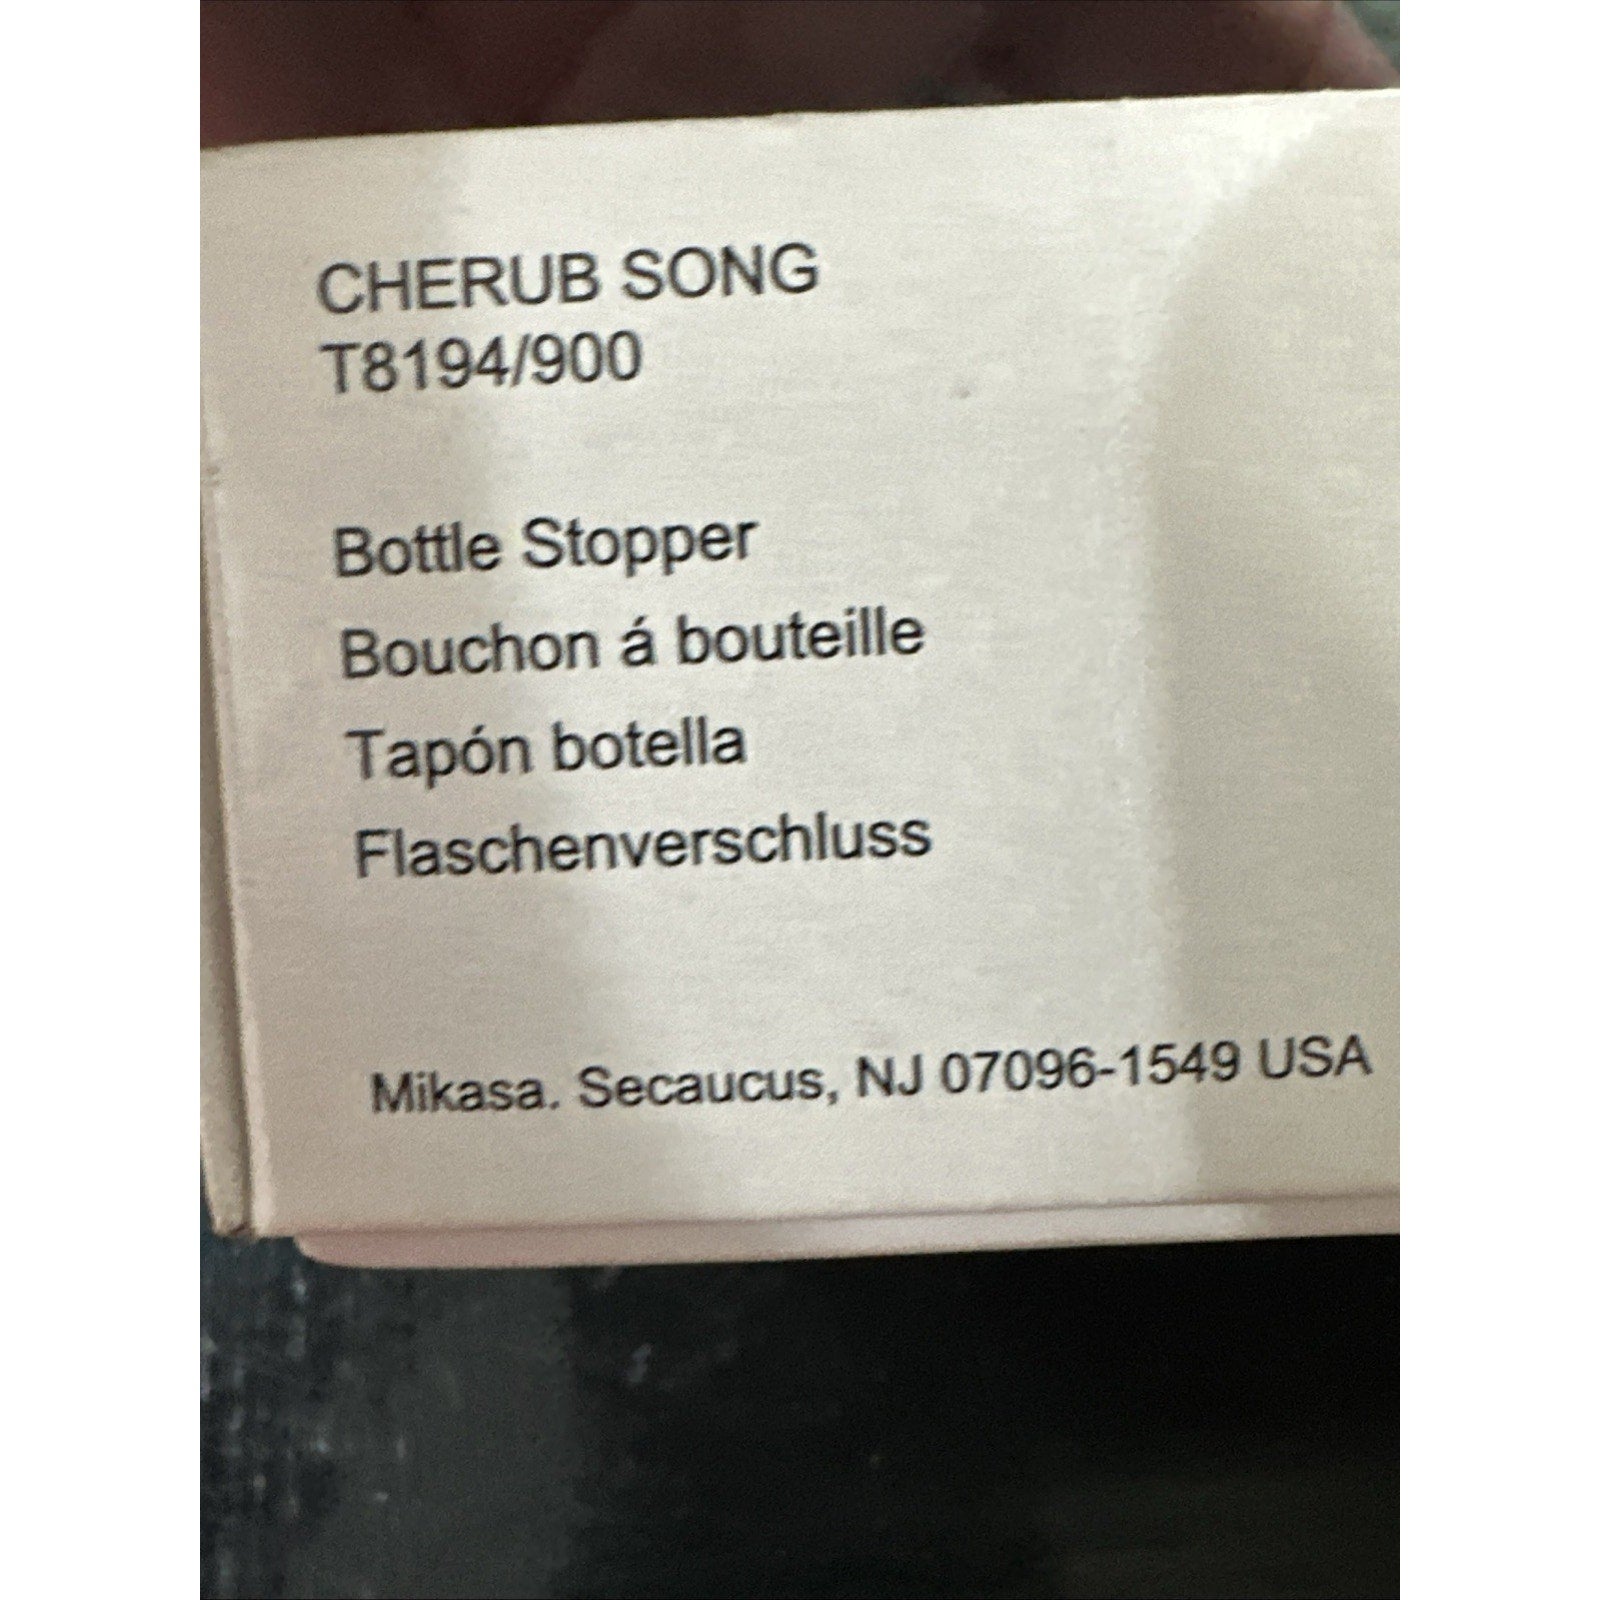 CHERUB SONG
T8194/900
Bottle Stopper
Bouchon á bouteille
Tapón botella
Flaschenverschluss
Mikasa. Secaucus, NJ 07096-1549 USA